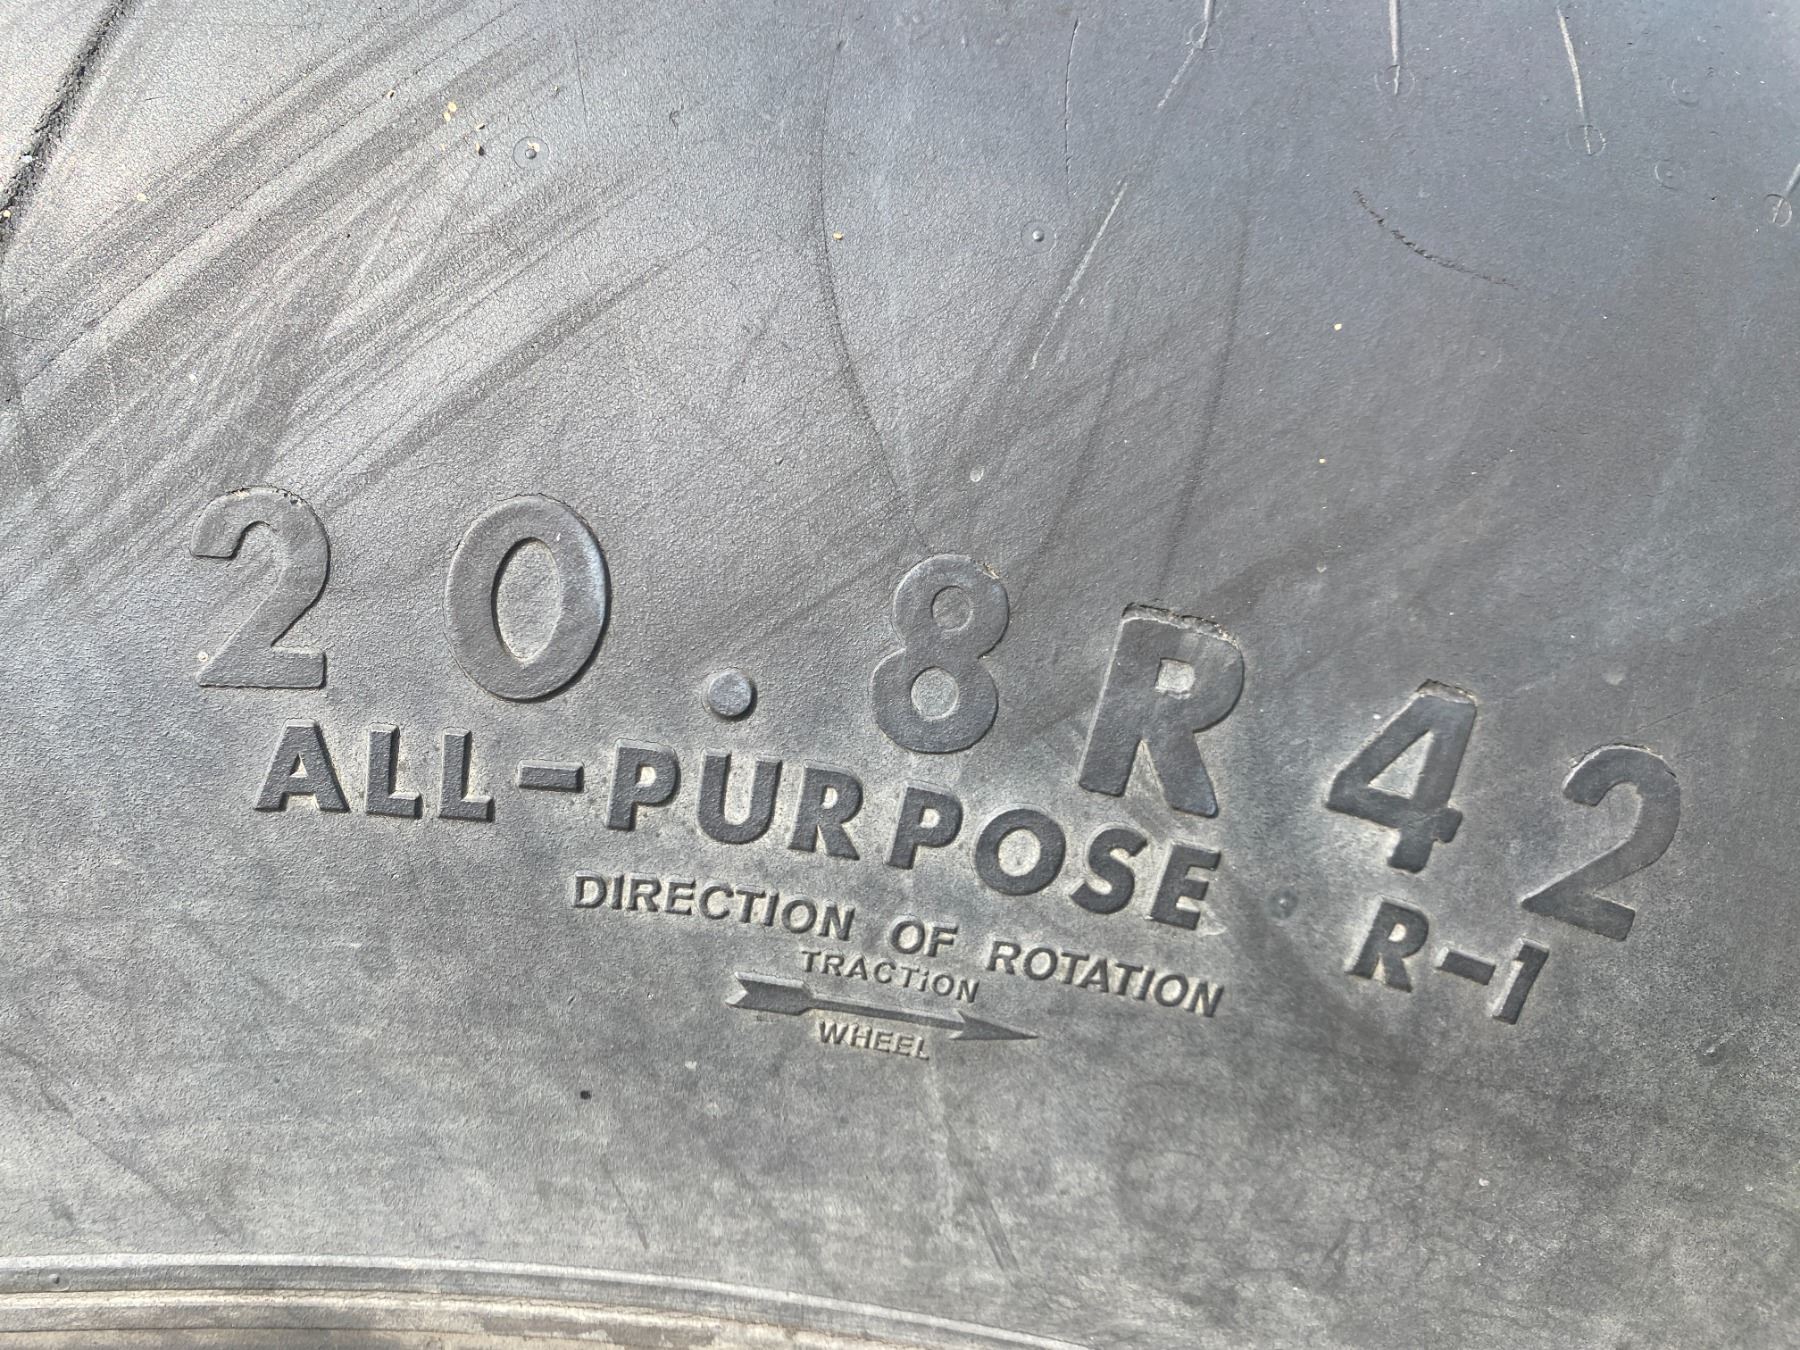 20.8R42
ALL-PURPOSE R-1
DIRECTION OF ROTATION
TRACTION
WHEEL